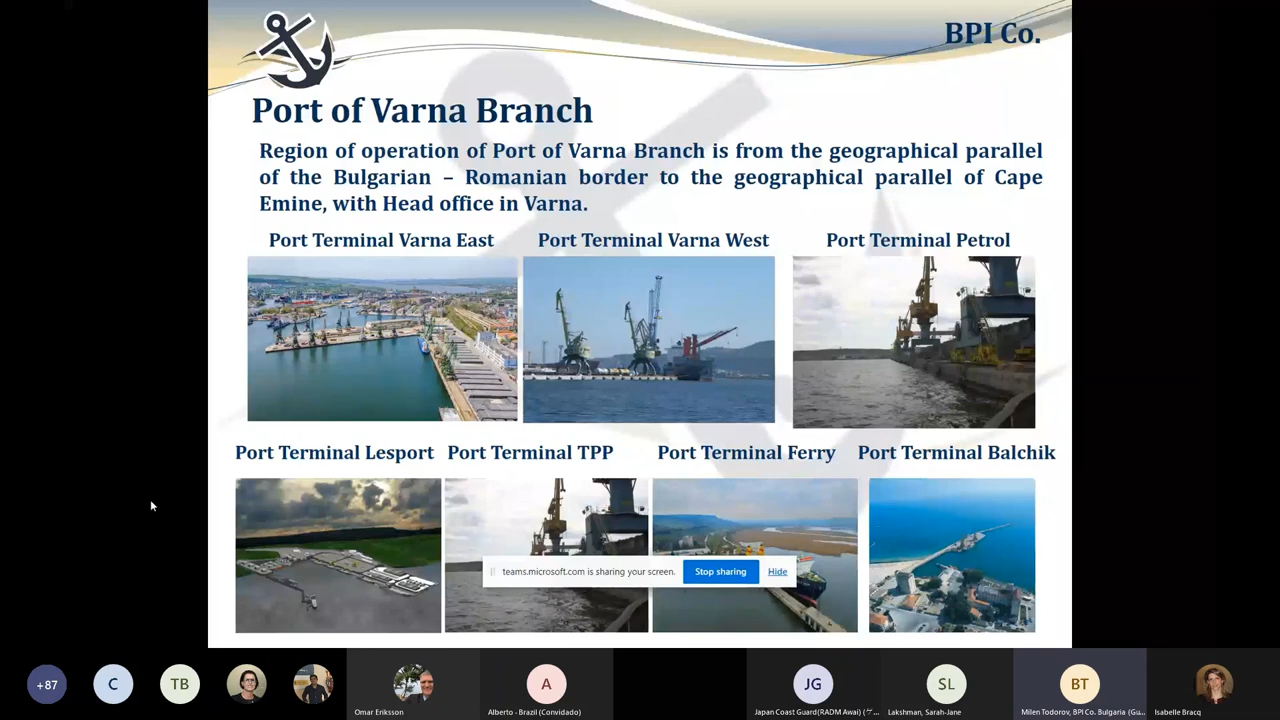 BPI Co.
Port of Varna Branch
Region of operation of Port of Varna Branch is from the geographical parallel
of the Bulgarian – Romanian border to the geographical parallel of Cape
Emine, with Head office in Varna.
Port Terminal Varna East
Port Terminal Varna West
Port Terminal Petrol
Port Terminal Lesport
Port Terminal TPP
Port Terminal Ferry
Port Terminal Balchik
teams.microsoft.com is sharing your screen.
Stop sharing
Hide
+87
C
TB
A
JG
SL
BT
Omar Eriksson
Alberto - Brazil (Convidado)
Japan Coast Guard(RADM Awai) (
Lakshman, Sarah-Jane
Milen Todorov, BPI Co. Bulgaria (Gu...
Isabelle Bracq